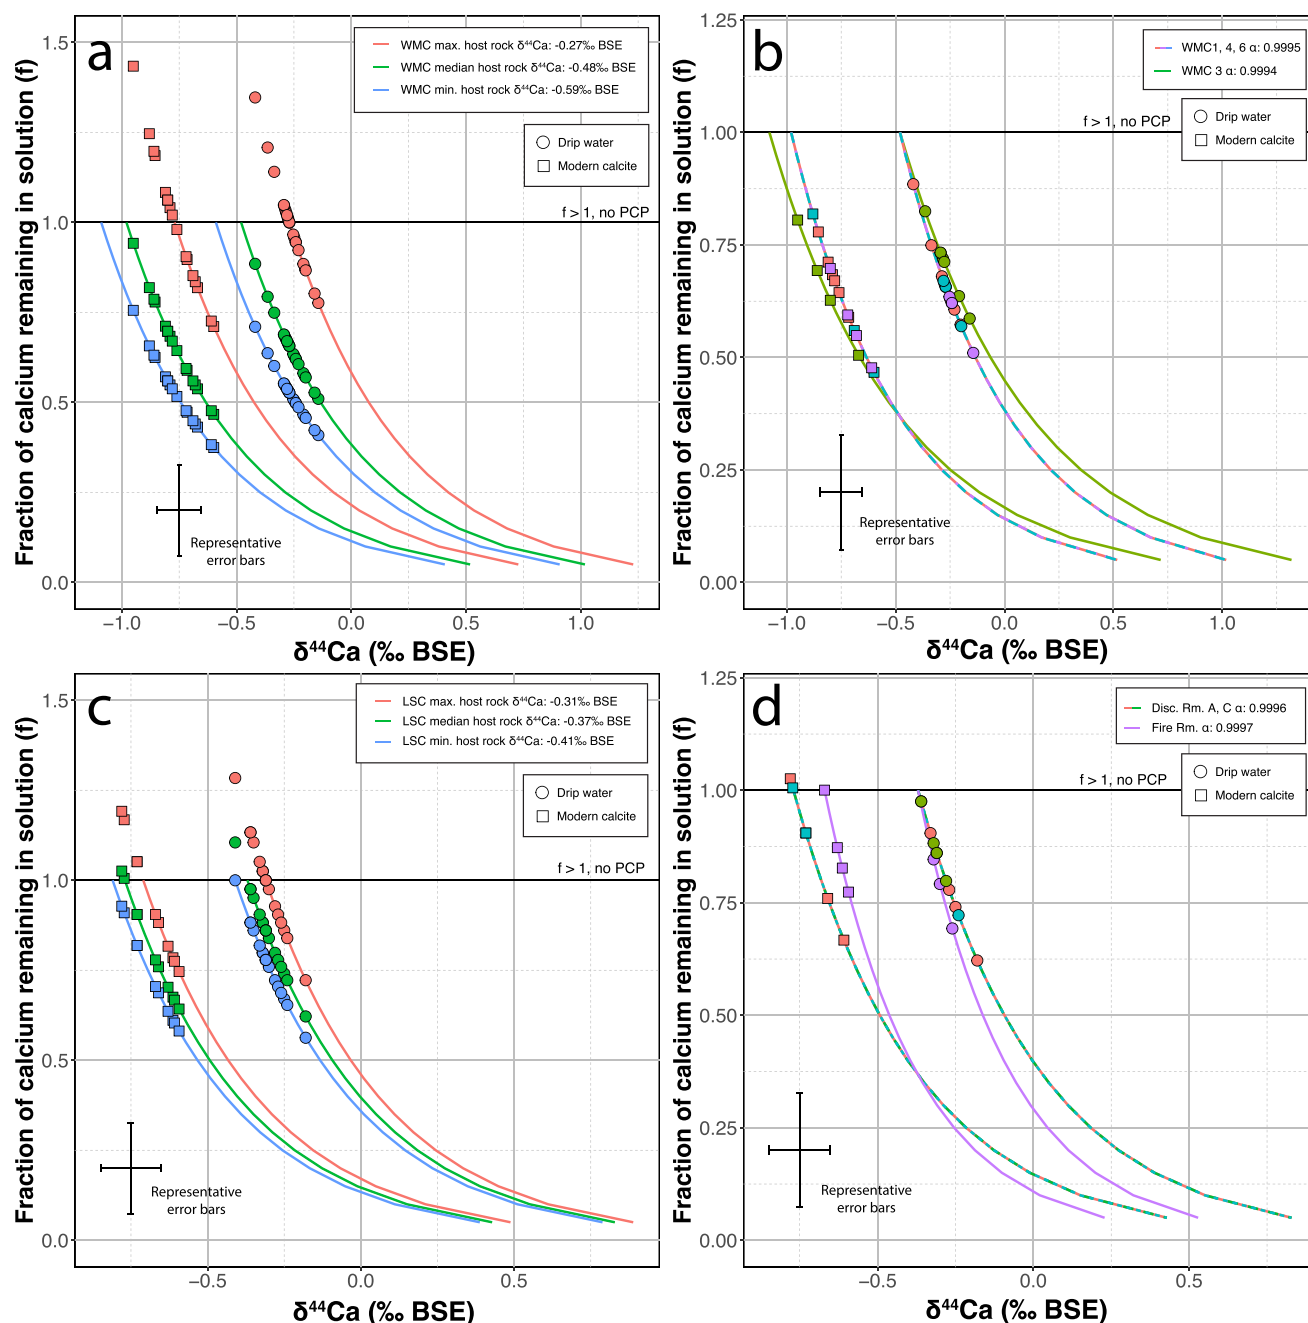 a
WMC max. host rock δ⁴⁴Ca: -0.27‰ BSE
WMC median host rock δ⁴⁴Ca: -0.48‰ BSE
WMC min. host rock δ⁴⁴Ca: -0.59‰ BSE
Drip water
Modern calcite
f > 1, no PCP
Representative
error bars
Fraction of calcium remaining in solution (f)
1.5
1.0
0.5
0.0
−1.0
−0.5
0.0
0.5
1.0
δ⁴⁴Ca (‰ BSE)
b
WMC1, 4, 6 α: 0.9995
WMC 3 α: 0.9994
Drip water
Modern calcite
f > 1, no PCP
Representative
error bars
Fraction of calcium remaining in solution (f)
1.25
1.00
0.75
0.50
0.25
0.00
−1.0
−0.5
0.0
0.5
1.0
δ⁴⁴Ca (‰ BSE)
c
LSC max. host rock δ⁴⁴Ca: -0.31‰ BSE
LSC median host rock δ⁴⁴Ca: -0.37‰ BSE
LSC min. host rock δ⁴⁴Ca: -0.41‰ BSE
Drip water
Modern calcite
f > 1, no PCP
Representative
error bars
Fraction of calcium remaining in solution (f)
1.5
1.0
0.5
0.0
−0.5
0.0
0.5
δ⁴⁴Ca (‰ BSE)
d
Disc. Rm. A, C α: 0.9996
Fire Rm. α: 0.9997
Drip water
Modern calcite
f > 1, no PCP
Representative
error bars
Fraction of calcium remaining in solution (f)
1.25
1.00
0.75
0.50
0.25
0.00
−0.5
0.0
0.5
δ⁴⁴Ca (‰ BSE)